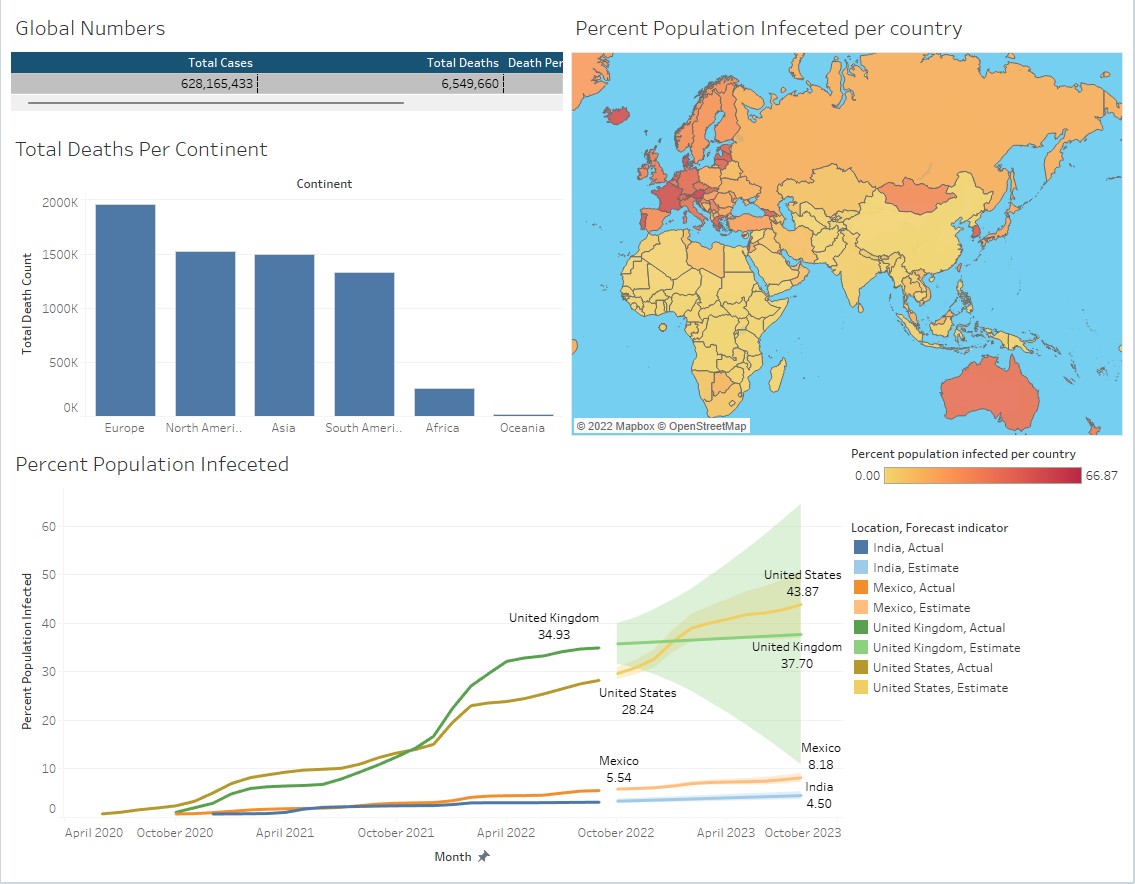 Global Numbers
Total Cases Total Deaths Death Per
628,165,433 6,549,660
Total Deaths Per Continent
Continent
Total Death Count
2000K
1500K
1000K
500K
0K
Europe North Ameri.. Asia South Ameri.. Africa Oceania
Percent Population Infeceted per country
© 2022 Mapbox © OpenStreetMap
Percent population infected per country
0.00 66.87
Percent Population Infeceted
Percent Population Infected
60
50
40
30
20
10
0
United Kingdom
34.93
United States
28.24
Mexico
5.54
United States
43.87
United Kingdom
37.70
Mexico
8.18
India
4.50
April 2020 October 2020 April 2021 October 2021 April 2022 October 2022 April 2023 October 2023
Month
Location, Forecast indicator
India, Actual
India, Estimate
Mexico, Actual
Mexico, Estimate
United Kingdom, Actual
United Kingdom, Estimate
United States, Actual
United States, Estimate